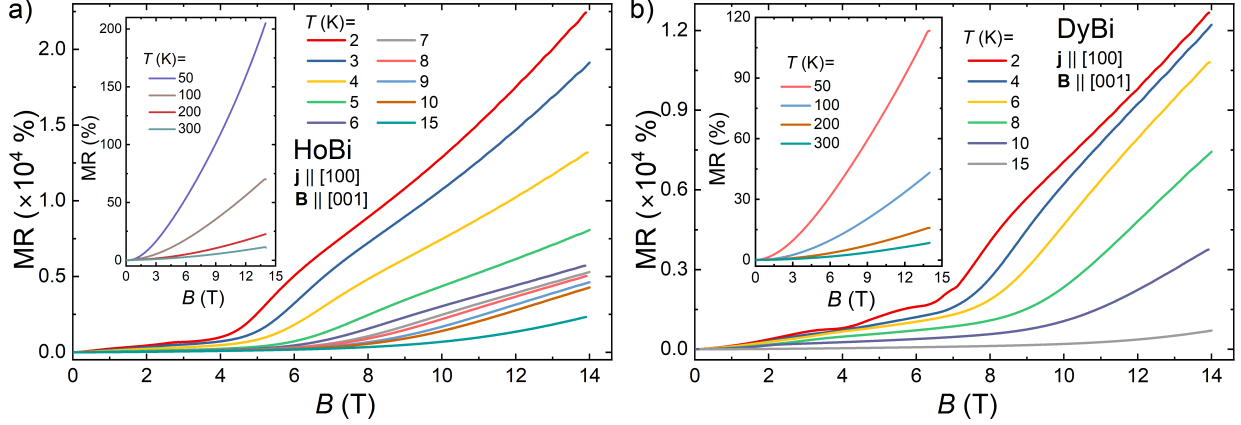 a)
MR (×10⁴ %)
2.0
1.5
1.0
0.5
0.0
0 2 4 6 8 10 12 14
B (T)
MR (%)
200
150
100
50
0
0 3 6 9 12 15
B (T)
T (K)=
50
100
200
300
T (K)=
2 7
3 8
4 9
5 10
6 15
HoBi
j || [100]
B || [001]
b)
MR (×10⁴ %)
1.2
0.9
0.6
0.3
0.0
0 2 4 6 8 10 12 14
B (T)
MR (%)
120
90
60
30
0
0 3 6 9 12 15
B (T)
T (K)=
50
100
200
300
T (K)=
2
4
6
8
10
15
DyBi
j || [100]
B || [001]